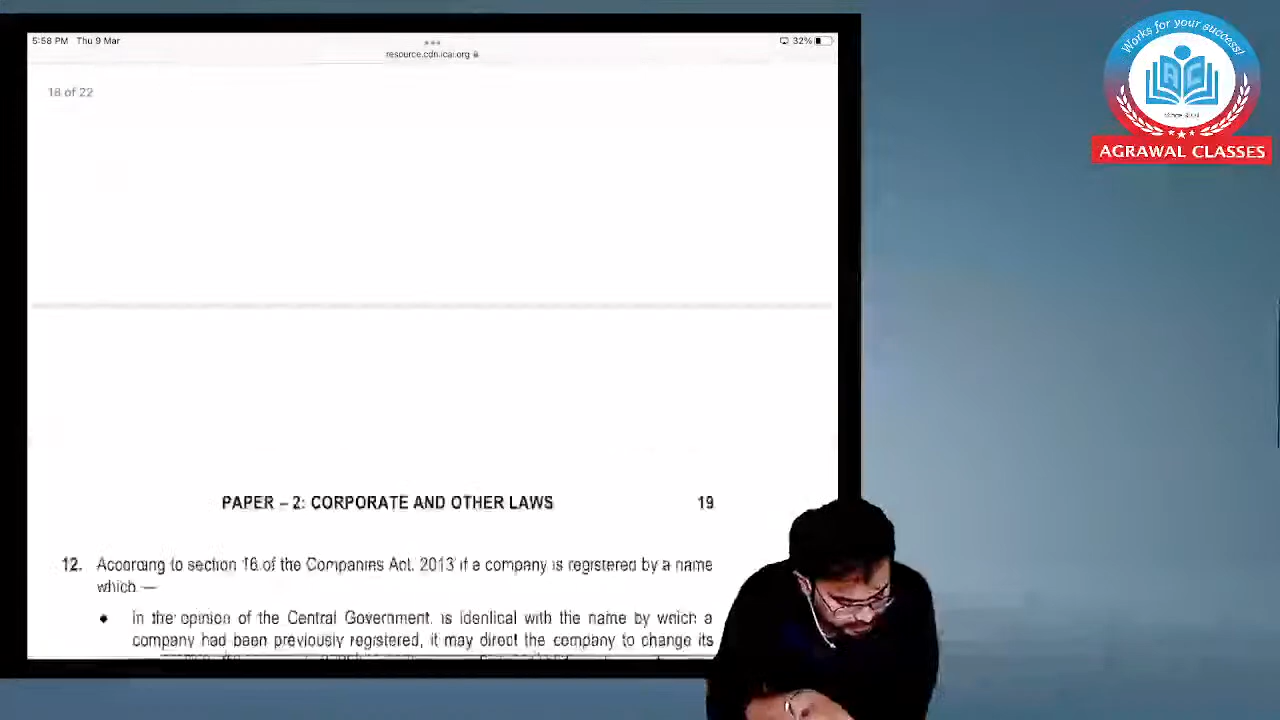 5:58 PM Thu 9 Mar
resource.cdn.icai.org
32%
18 of 22
Works for your success!
AC
AGRAWAL CLASSES
PAPER – 2: CORPORATE AND OTHER LAWS 19
12. According to section 16 of the Companies Act, 2013 if a company is registered by a name
which —
In the opinion of the Central Government, is identical with the name by which a
company had been previously registered, it may direct the company to change its